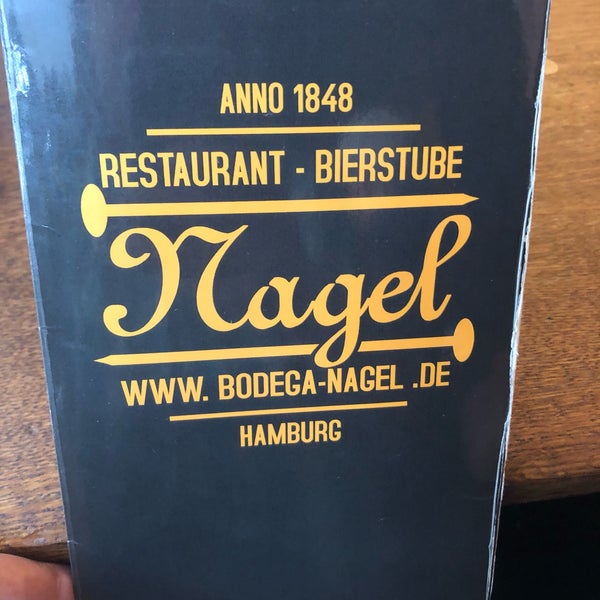 ANNO 1848
RESTAURANT - BIERSTUBE
Nagel
WWW. BODEGA-NAGEL .DE
HAMBURG